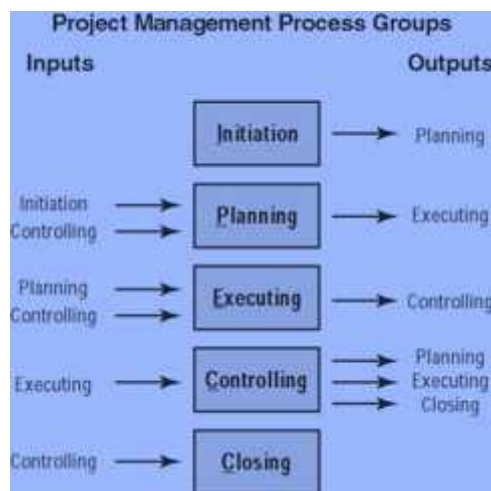 Project Management Process Groups
Inputs
Outputs
Initiation
Planning
Initiation
Controlling
Planning
Executing
Planning
Controlling
Executing
Controlling
Executing
Controlling
Planning
Executing
Closing
Controlling
Closing